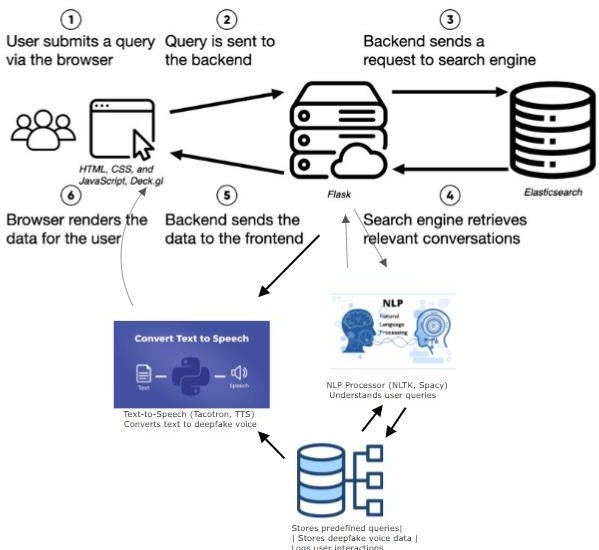 1
User submits a query
via the browser
2
Query is sent to
the backend
3
Backend sends a
request to search engine
HTML, CSS, and
JavaScript, Deck.gl
Flask
Elasticsearch
6
Browser renders the
data for the user
5
Backend sends the
data to the frontend
4
Search engine retrieves
relevant conversations
Convert Text to Speech
Text
Speech
Text-to-Speech (Tacotron, TTS)
Converts text to deepfake voice
NLP
Natural
Language
Processing
NLP Processor (NLTK, Spacy)
Understands user queries
Stores predefined queries|
| Stores deepfake voice data |
Logs user interactions